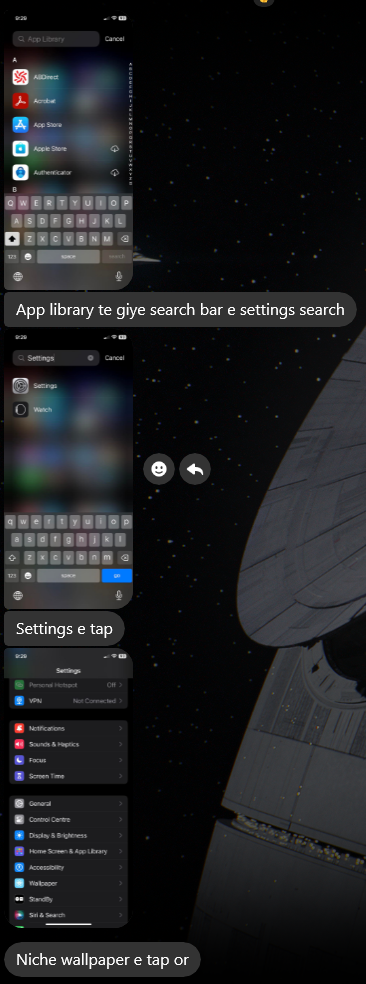 9:28
App Library
Cancel
A
AliDirect
Acrobat
App Store
Apple Store
Authenticator
B
Q W E R T Y U I O P
A S D F G H J K L
Z X C V B N M
123 space search
App library te giye search bar e settings search
9:28
Settings
Cancel
Settings
Watch
q w e r t y u i o p
a s d f g h j k l
z x c v b n m
123 space go
Settings e tap
9:28
Settings
Personal Hotspot Off
VPN Not Connected
Notifications
Sounds & Haptics
Focus
Screen Time
General
Control Centre
Display & Brightness
Home Screen & App Library
Accessibility
Wallpaper
StandBy
Siri & Search
Niche wallpaper e tap or